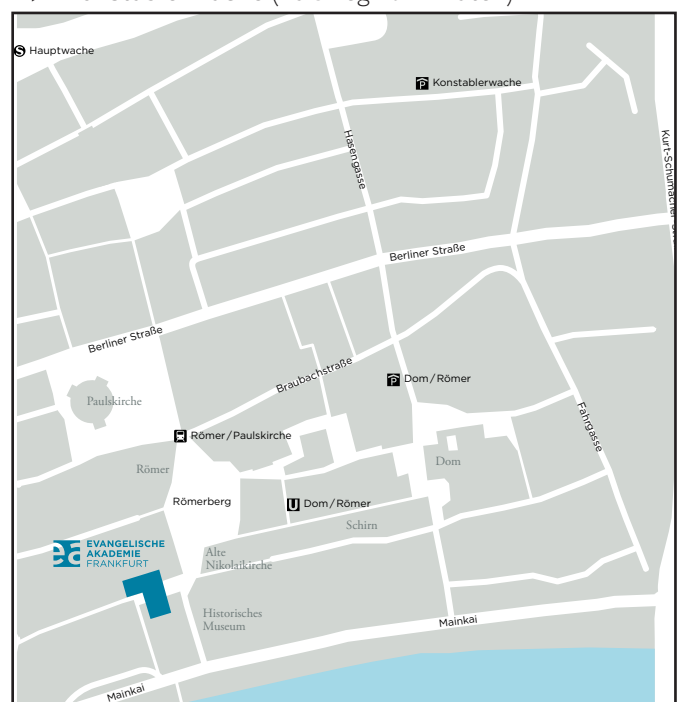 Hauptwache
Konstablerwache
Hasengasse
Kurt-Schumacher-
Berliner Straße
Berliner Straße
Braubachstraße
Dom/Römer
Paulskirche
Fahrgasse
Römer/Paulskirche
Römer
Dom
Römerberg
Dom/Römer
Schirn
EVANGELISCHE
AKADEMIE
FRANKFURT
Alte
Nikolaikirche
Historisches
Museum
Mainkai
Mainkai